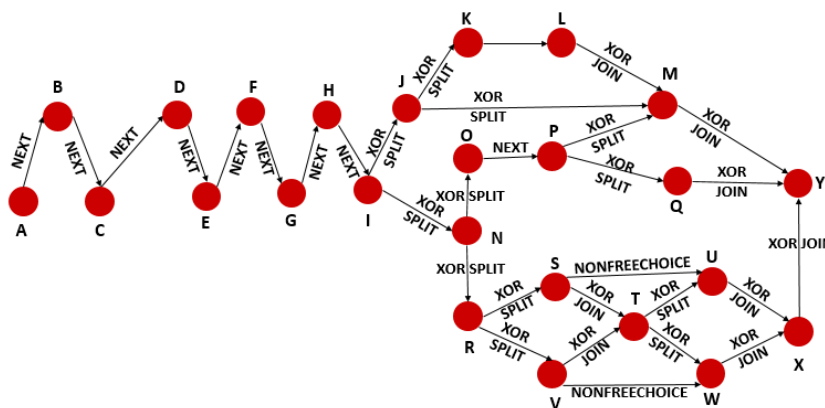 A
NEXT
B
NEXT
C
NEXT
D
NEXT
E
NEXT
F
NEXT
G
NEXT
H
NEXT
I
XOR
SPLIT
J
XOR
SPLIT
K
L
XOR
JOIN
XOR
SPLIT
M
XOR
JOIN
Y
XOR
SPLIT
N
XOR SPLIT
O
NEXT
P
XOR
SPLIT
XOR
SPLIT
Q
XOR
JOIN
XOR SPLIT
R
XOR
SPLIT
S
NONFREECHOICE
XOR
JOIN
T
XOR
SPLIT
U
XOR
JOIN
XOR
SPLIT
V
XOR
JOIN
XOR
SPLIT
NONFREECHOICE
W
XOR
JOIN
X
XOR JOIN